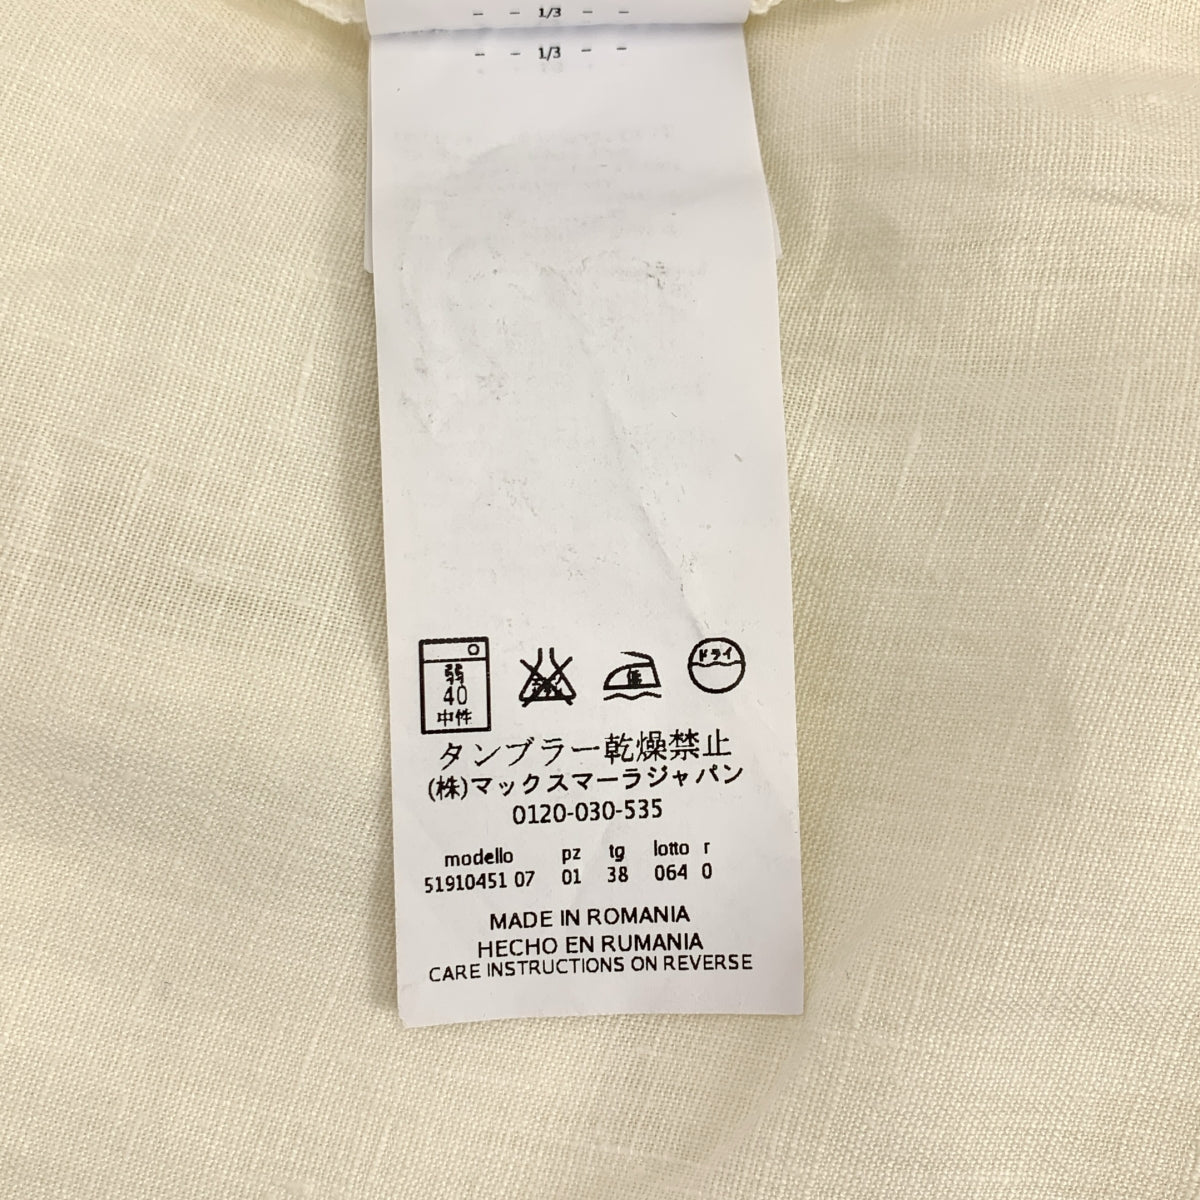 - - 1/3 - -
- - 1/3 - -
弱
40
中性
ドライ
低
タンブラー乾燥禁止
(株)マックスマーラジャパン
0120-030-535
modello pz tg lotto r
51910451 07 01 38 064 0
MADE IN ROMANIA
HECHO EN RUMANIA
CARE INSTRUCTIONS ON REVERSE